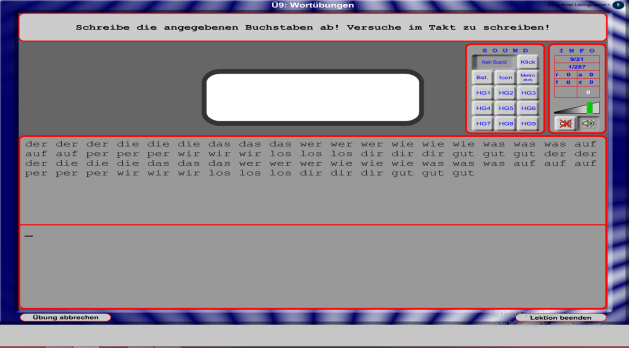 Ü9: Wortübungen
Schreibe die angegebenen Buchstaben ab! Versuche im Takt zu schreiben!
SOUND
Kein Sound Klick
Bat. Icon Metro aus
HG1 HG2 HG3
HG4 HG5 HG6
HG7 HG8 HG9
INFO
9/21
1/267
r 0 a 0
f 0 z 0
der der der die die die das das das wer wer wer wie wie wie was was was auf
auf auf per per per wir wir wir los los los dir dir dir gut gut gut der der
der die die die das das das wer wer wer wie wie wie was was was auf auf auf
per per per wir wir wir los los los dir dir dir gut gut gut
Übung abbrechen
Lektion beenden